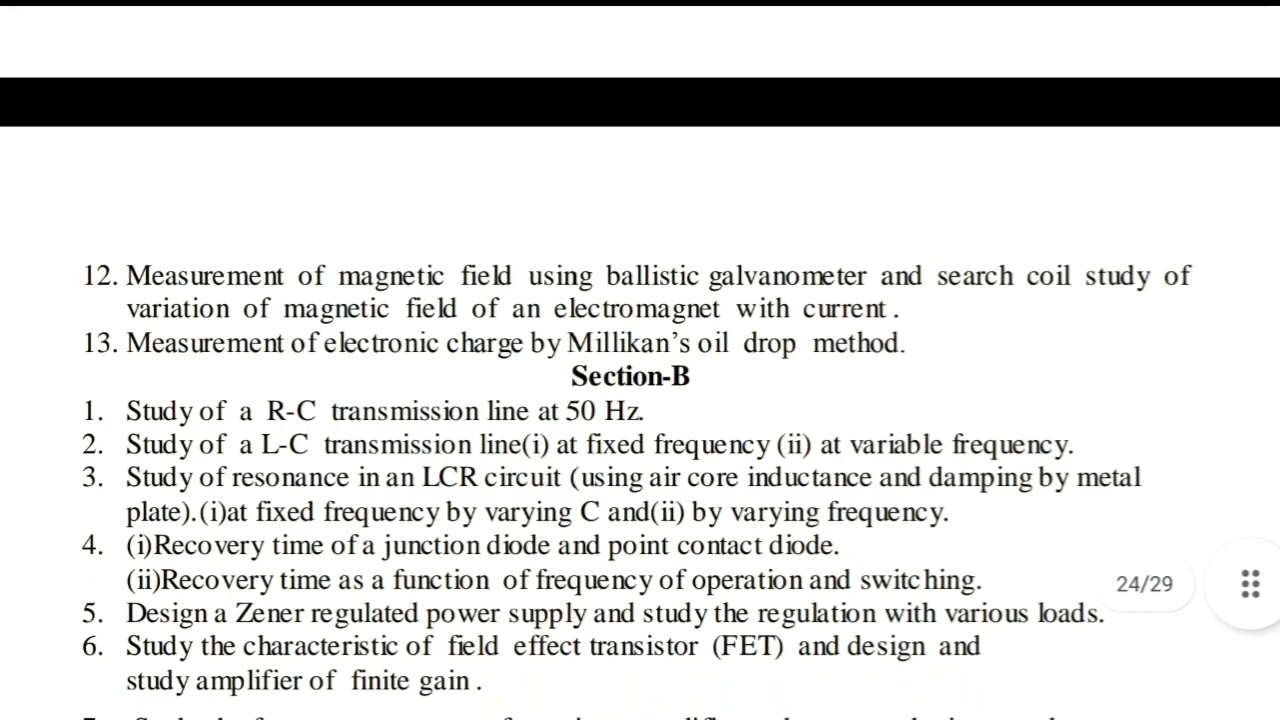 12. Measurement of magnetic field using ballistic galvanometer and search coil study of
variation of magnetic field of an electromagnet with current .
13. Measurement of electronic charge by Millikan’s oil drop method.
Section-B
1. Study of a R-C transmission line at 50 Hz.
2. Study of a L-C transmission line(i) at fixed frequency (ii) at variable frequency.
3. Study of resonance in an LCR circuit (using air core inductance and damping by metal
plate).(i)at fixed frequency by varying C and(ii) by varying frequency.
4. (i)Recovery time of a junction diode and point contact diode.
(ii)Recovery time as a function of frequency of operation and switching.
24/29
5. Design a Zener regulated power supply and study the regulation with various loads.
6. Study the characteristic of field effect transistor (FET) and design and
study amplifier of finite gain .